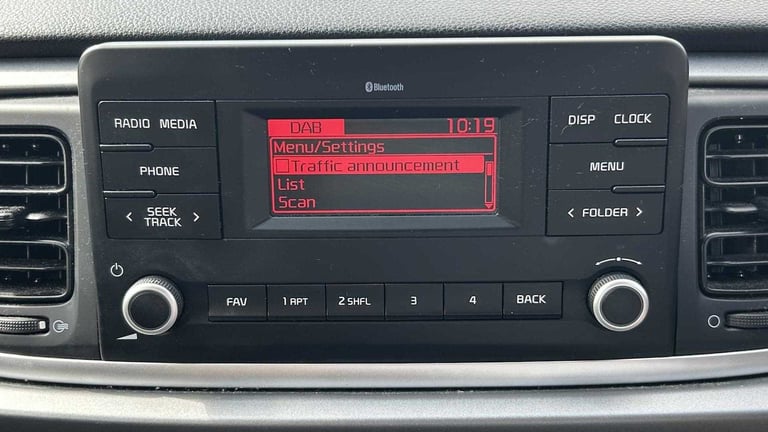 Bluetooth
RADIO MEDIA
PHONE
< SEEK TRACK >
DAB 10:19
Menu/Settings
Traffic announcement
List
Scan
DISP CLOCK
MENU
< FOLDER >
FAV 1 RPT 2 SHFL 3 4 BACK